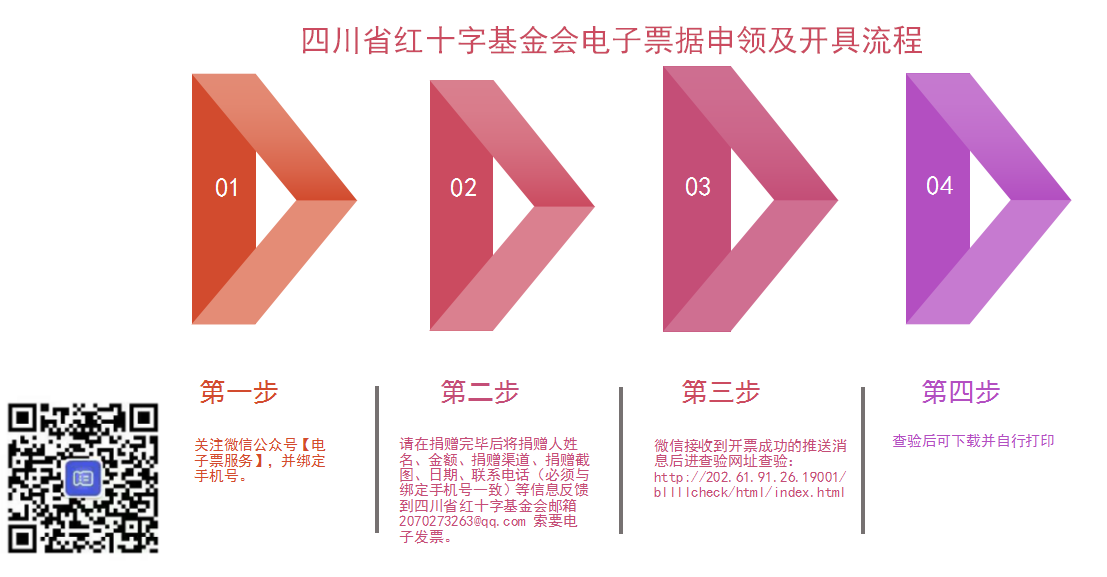 四川省红十字基金会电子票据申领及开具流程
01
02
03
04
第一步
关注微信公众号【电
子票服务】，并绑定
手机号。
第二步
请在捐赠完毕后将捐赠人姓
名、金额、捐赠渠道、捐赠截
图、日期、联系电话（必须与
绑定手机号一致）等信息反馈
到四川省红十字基金会邮箱
2070273263@qq.com 索要电
子发票。
第三步
微信接收到开票成功的推送消
息后进查验网址查验：
http://202.61.91.26.19001/
bllllcheck/html/index.html
第四步
查验后可下载并自行打印